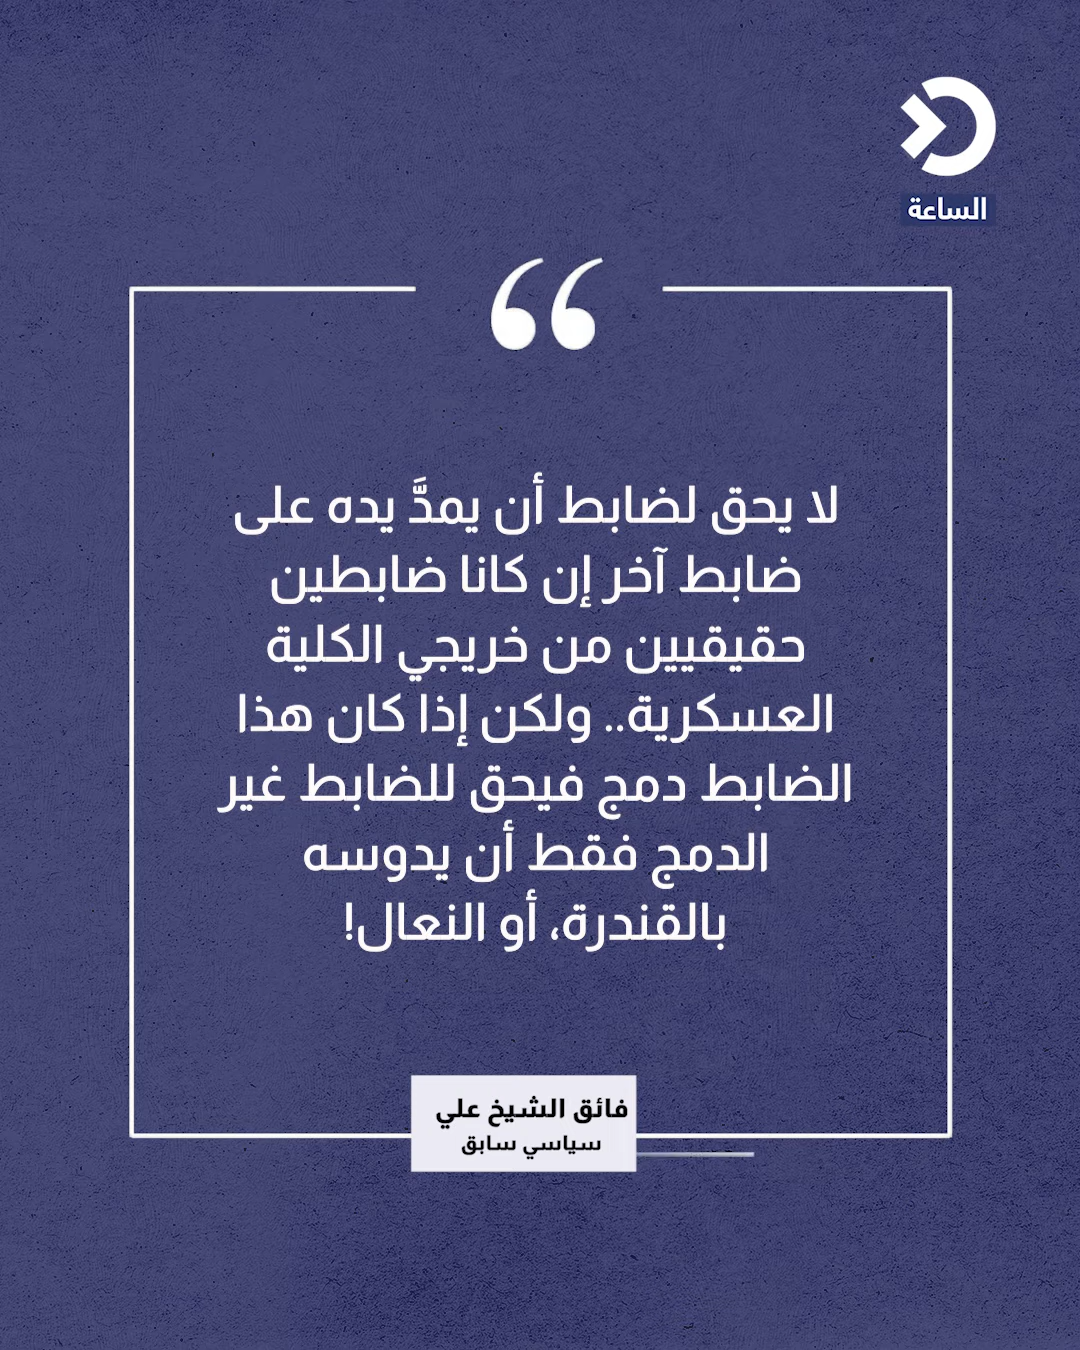 الساعة
لا يحق لضابط أن يمدَّ يده على
ضابط آخر إن كانا ضابطين
حقيقيين من خريجي الكلية
العسكرية.. ولكن إذا كان هذا
الضابط دمج فيحق للضابط غير
الدمج فقط أن يدوسه
بالقندرة، أو النعال!
فائق الشيخ علي
سياسي سابق